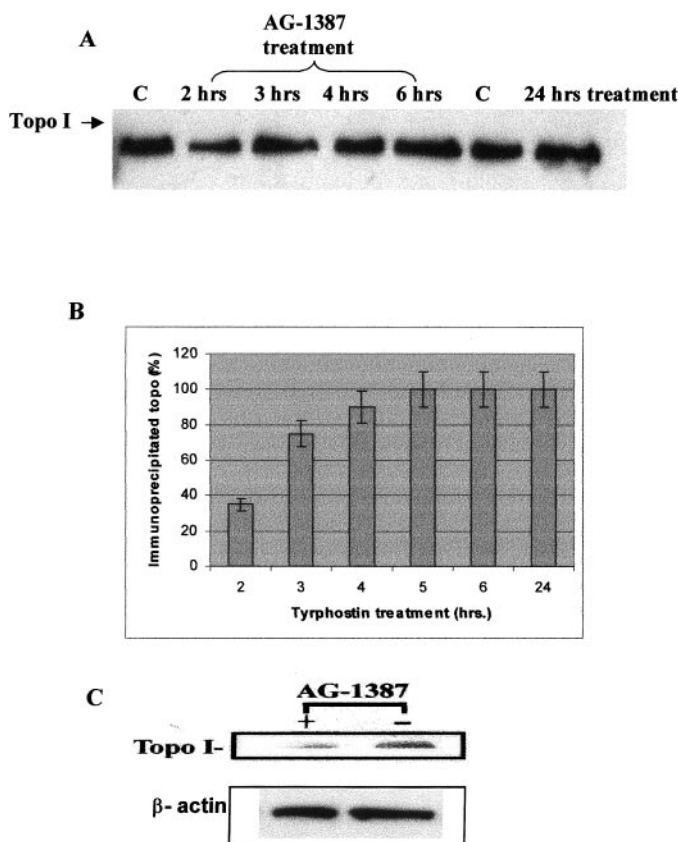 A
AG-1387
treatment
C 2 hrs 3 hrs 4 hrs 6 hrs C 24 hrs treatment
Topo I
B
Immunoprecipitated topo (%)
120
100
80
60
40
20
0
2 3 4 5 6 24
Tyrphostin treatment (hrs.)
C
AG-1387
+ –
Topo I-
β- actin